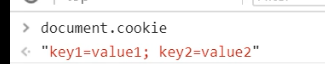 document.cookie
"key1=value1; key2=value2"